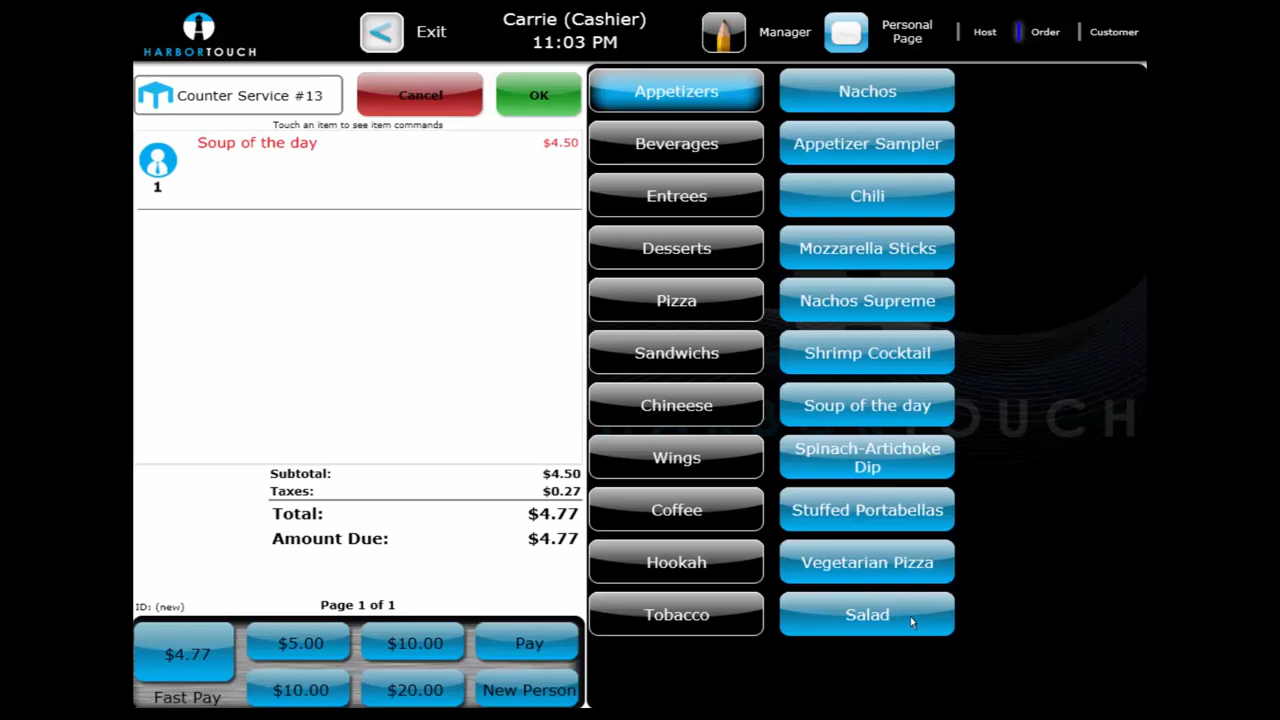 HARBORTOUCH
Exit
Carrie (Cashier)
11:03 PM
Manager
Personal
Page
Host
Order
Customer
Counter Service #13
Cancel
OK
Touch an item to see item commands
Soup of the day $4.50
1
Subtotal: $4.50
Taxes: $0.27
Total: $4.77
Amount Due: $4.77
ID: (new)
Page 1 of 1
$4.77
Fast Pay
$5.00
$10.00
Pay
$10.00
$20.00
New Person
Appetizers
Beverages
Entrees
Desserts
Pizza
Sandwichs
Chineese
Wings
Coffee
Hookah
Tobacco
Nachos
Appetizer Sampler
Chili
Mozzarella Sticks
Nachos Supreme
Shrimp Cocktail
Soup of the day
Spinach-Artichoke
Dip
Stuffed Portabellas
Vegetarian Pizza
Salad